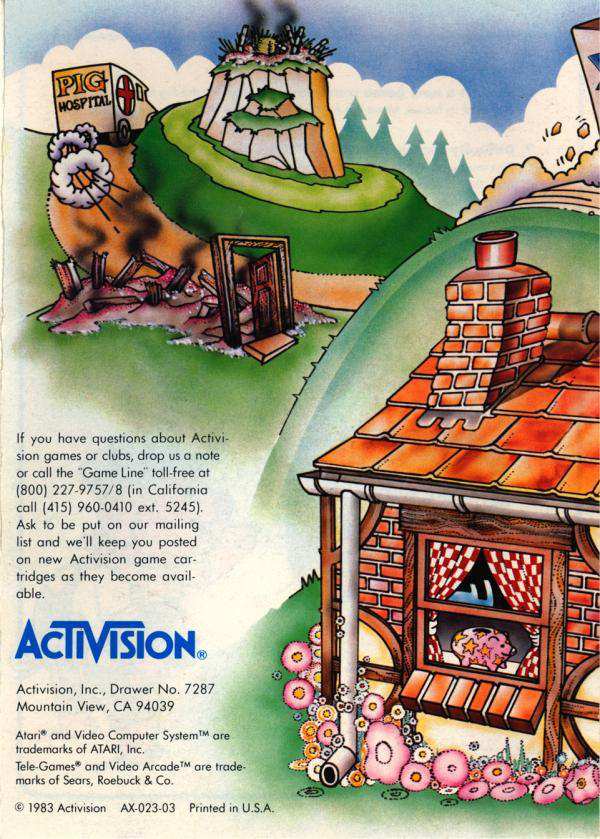 PIG
HOSPITAL
If you have questions about Activi-
sion games or clubs, drop us a note
or call the "Game Line" toll-free at
(800) 227-9757/8 (in California
call (415) 960-0410 ext. 5245).
Ask to be put on our mailing
list and we'll keep you posted
on new Activision game car-
tridges as they become avail-
able.
ACTIVISION®
Activision, Inc., Drawer No. 7287
Mountain View, CA 94039
Atari® and Video Computer System™ are
trademarks of ATARI, Inc.
Tele-Games® and Video Arcade™ are trade-
marks of Sears, Roebuck & Co.
© 1983 Activision AX-023-03 Printed in U.S.A.